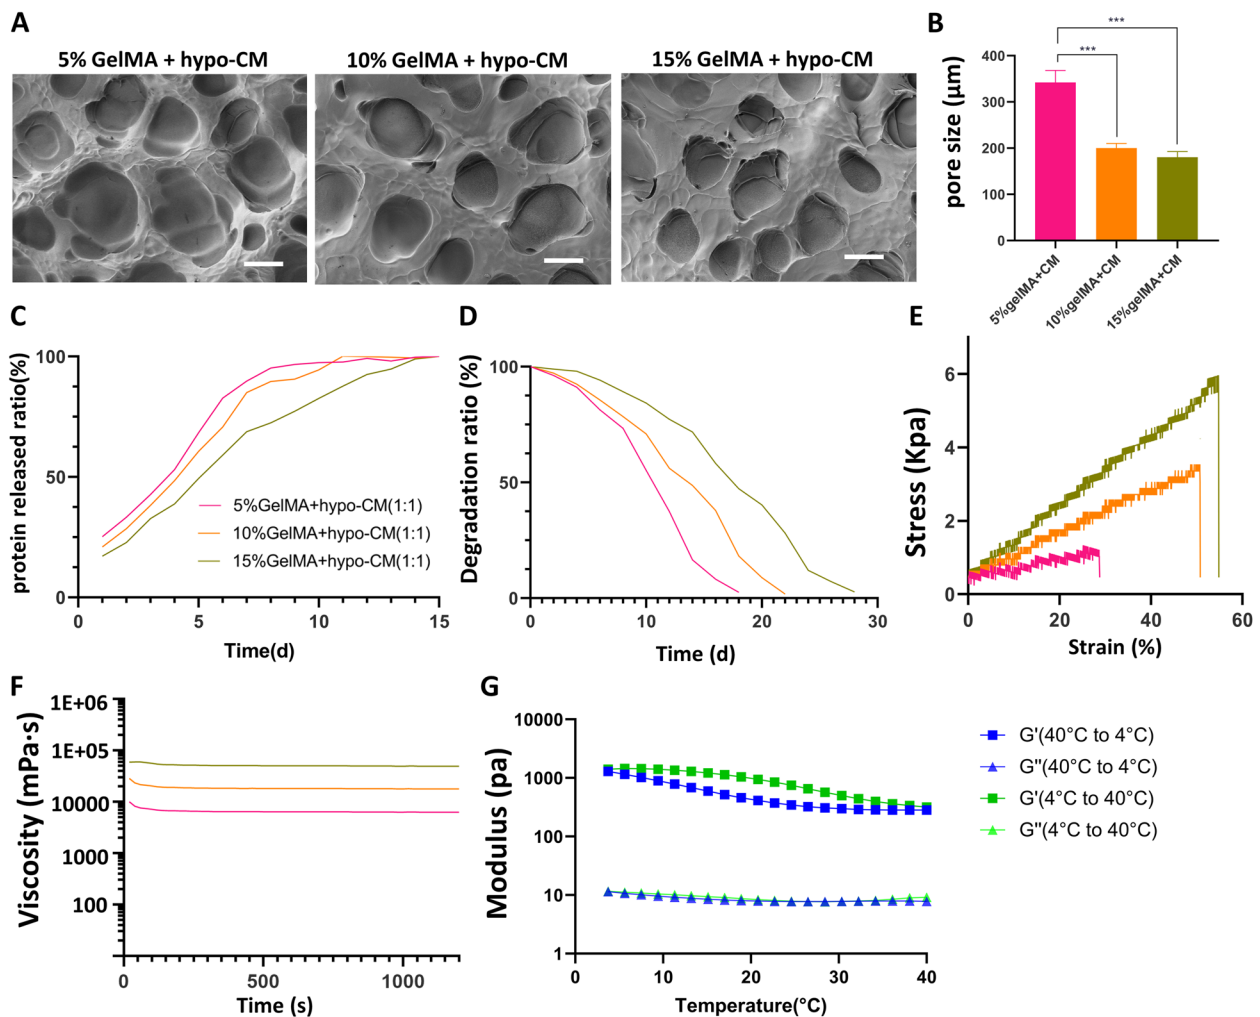 A
5% GelMA + hypo-CM
10% GelMA + hypo-CM
15% GelMA + hypo-CM
B
***
***
pore size (μm)
400
300
200
100
0
5%gelMA+CM
10%gelMA+CM
15%gelMA+CM
C
protein released ratio(%)
100
50
0
0
5
10
15
Time(d)
5%GelMA+hypo-CM(1:1)
10%GelMA+hypo-CM(1:1)
15%GelMA+hypo-CM(1:1)
D
Degradation ratio (%)
100
50
0
0
10
20
30
Time (d)
E
Stress (Kpa)
6
4
2
0
0
20
40
60
Strain (%)
F
Viscosity (mPa·s)
1E+06
1E+05
10000
1000
100
0
500
1000
Time (s)
G
Modulus (pa)
10000
1000
100
10
1
0
10
20
30
40
Temperature(°C)
G'(40°C to 4°C)
G"(40°C to 4°C)
G'(4°C to 40°C)
G"(4°C to 40°C)